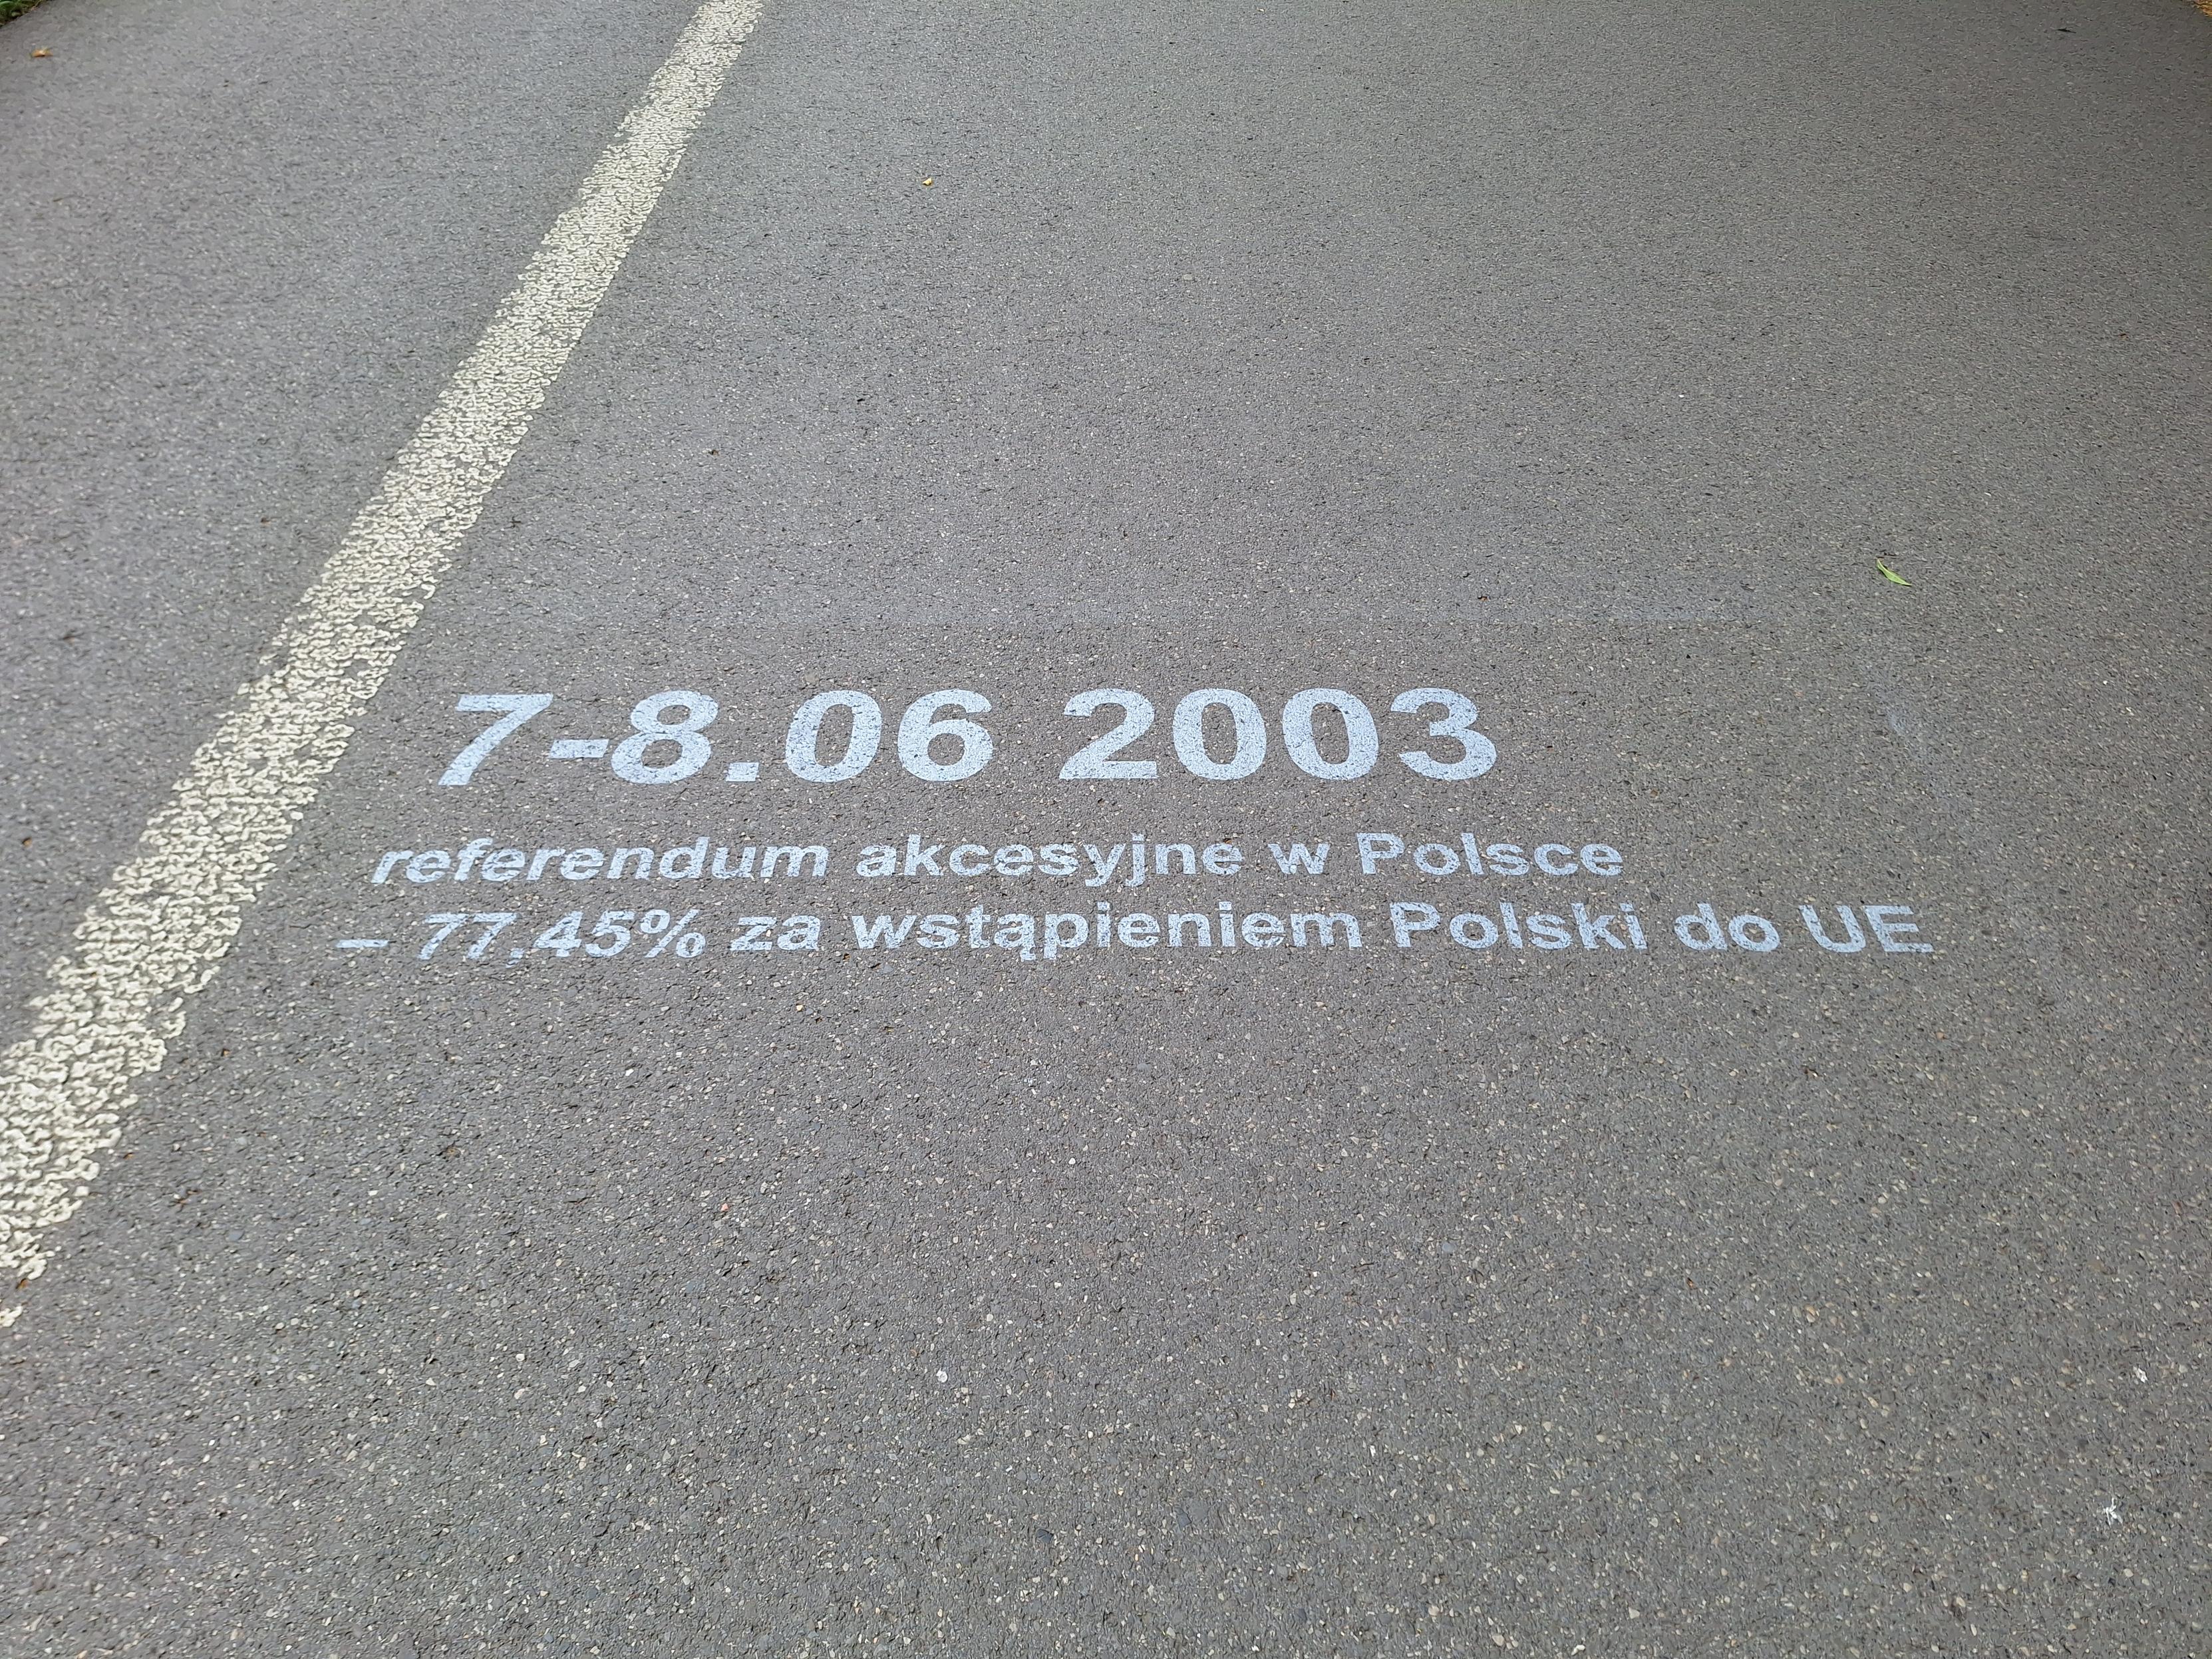 7-8.06 2003
referendum akcesyjne w Polsce
– 77,45% za wstąpieniem Polski do UE